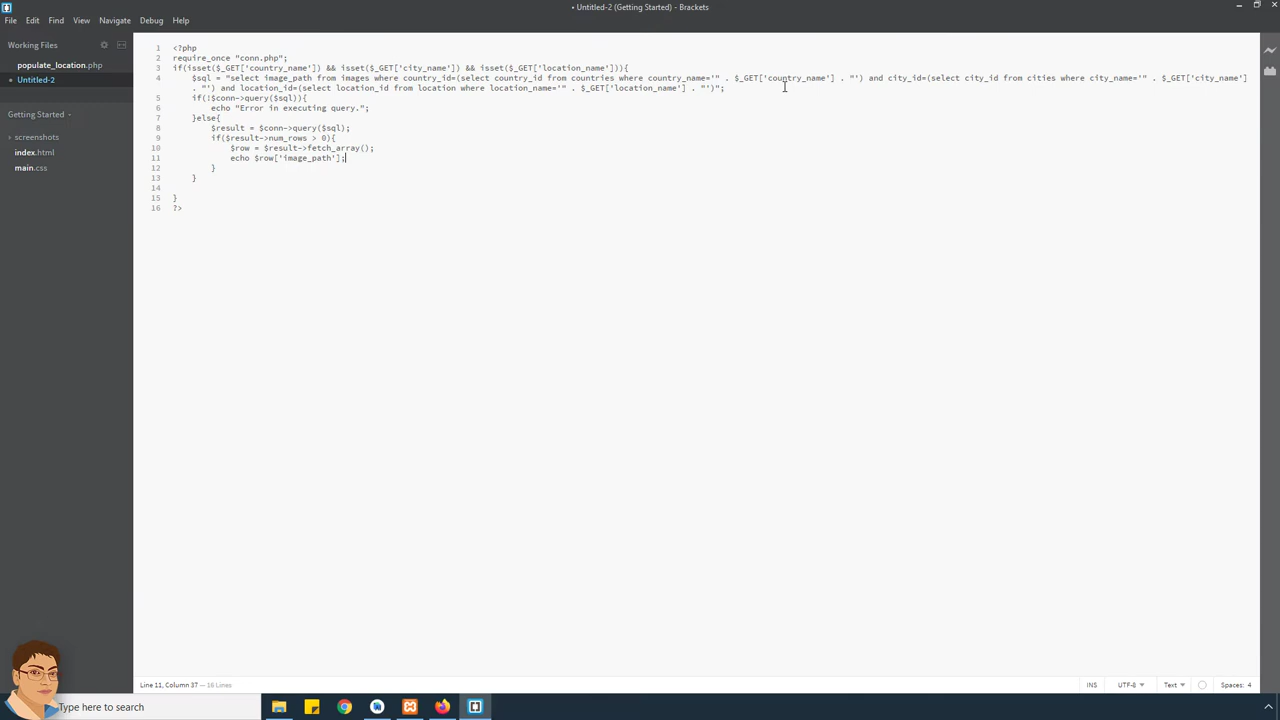 • Untitled-2 (Getting Started) - Brackets
File Edit Find View Navigate Debug Help
Working Files
populate_location.php
• Untitled-2
Getting Started
screenshots
index.html
main.css
1 <?php
2 require_once "conn.php";
3 if(isset($_GET['country_name']) && isset($_GET['city_name']) && isset($_GET['location_name'])){
4 $sql = "select image_path from images where country_id=(select country_id from countries where country_name='" . $_GET['country_name'] . "') and city_id=(select city_id from cities where city_name='" . $_GET['city_name']
. "') and location_id=(select location_id from location where location_name='" . $_GET['location_name'] . "')";
5 if(!$conn->query($sql)){
6 echo "Error in executing query.";
7 }else{
8 $result = $conn->query($sql);
9 if($result->num_rows > 0){
10 $row = $result->fetch_array();
11 echo $row['image_path'];
12 }
13 }
14
15 }
16 ?>
Line 11, Column 37 — 16 Lines
INS UTF-8 Text Spaces: 4
Type here to search